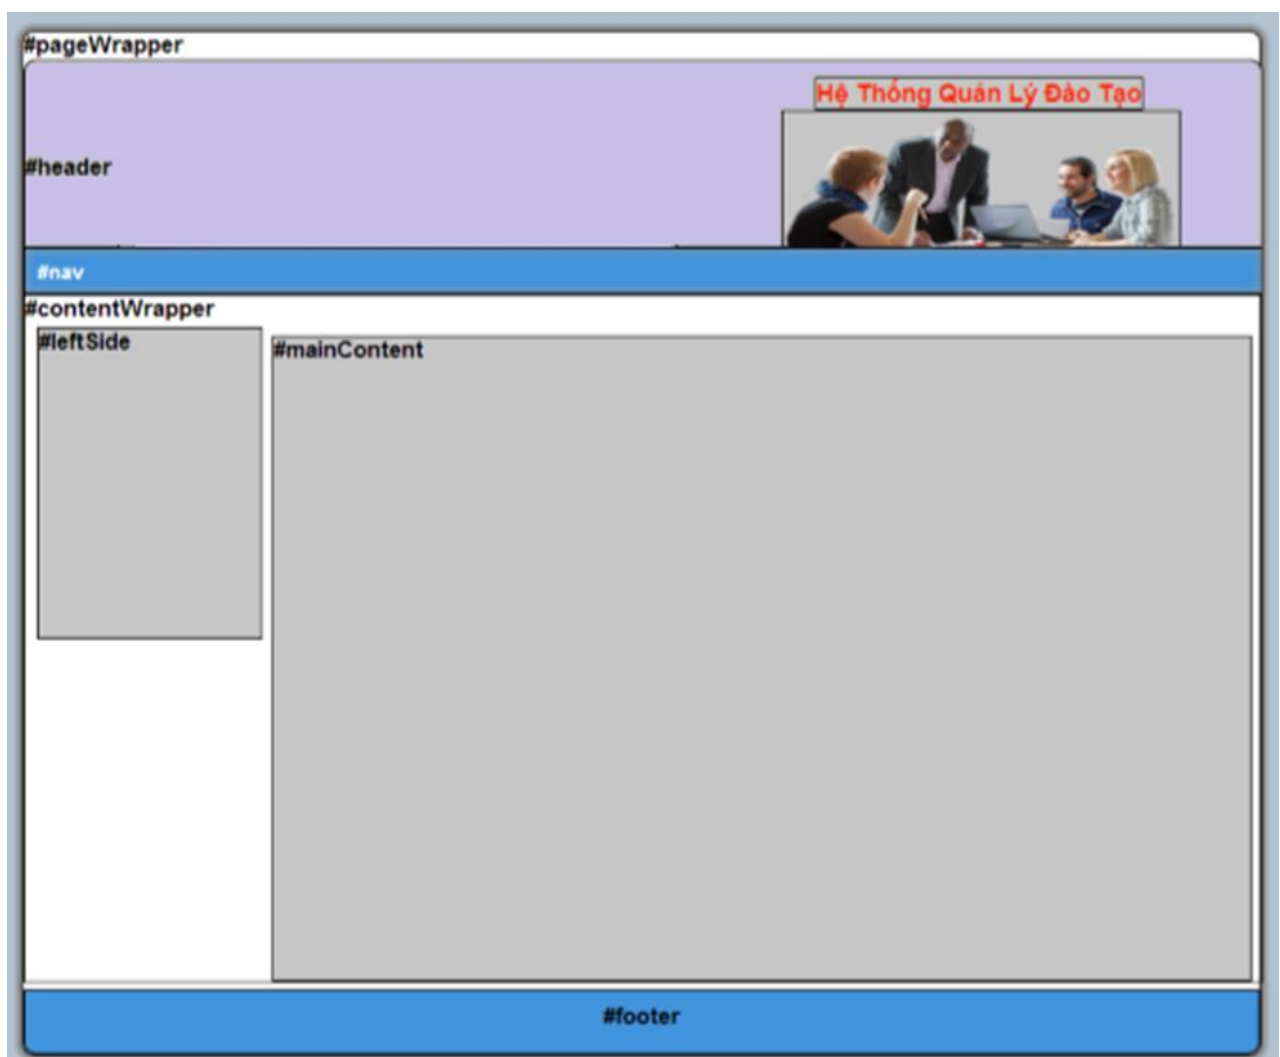 #pageWrapper
Hệ Thống Quản Lý Đào Tạo
#header
#nav
#contentWrapper
#leftSide
#mainContent
#footer